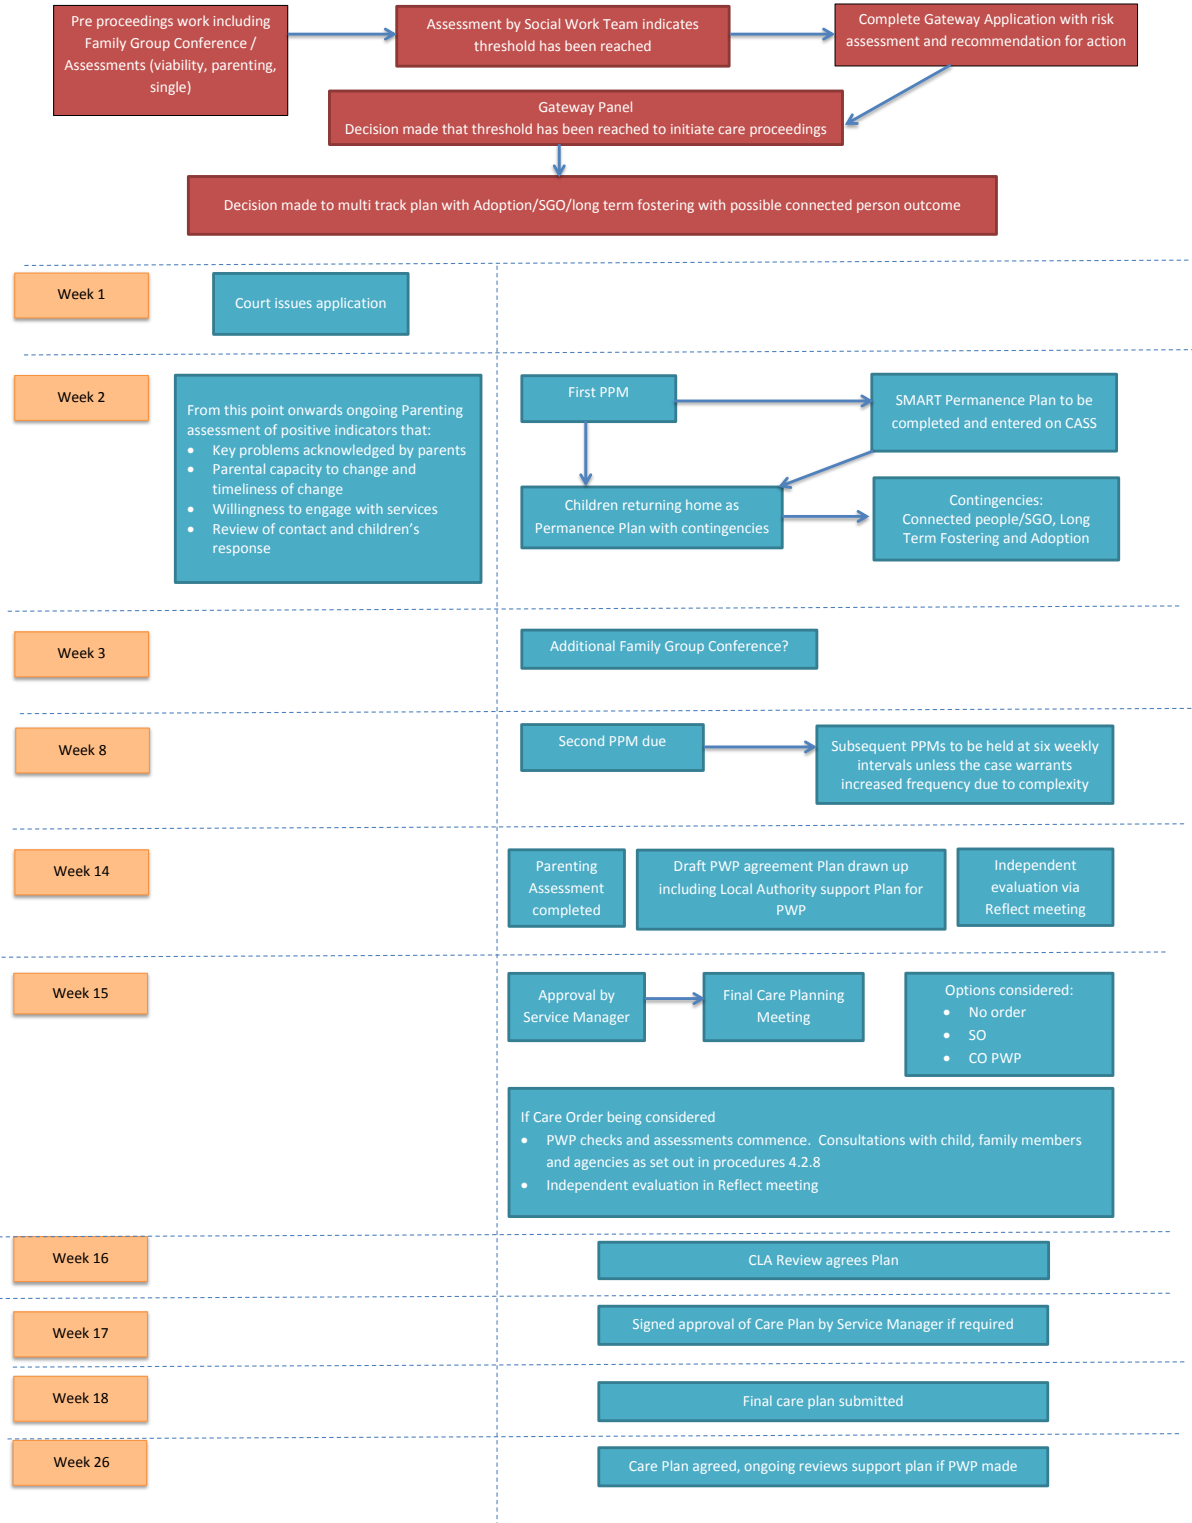 Pre proceedings work including
Family Group Conference /
Assessments (viability, parenting,
single)
Assessment by Social Work Team indicates
threshold has been reached
Complete Gateway Application with risk
assessment and recommendation for action
Gateway Panel
Decision made that threshold has been reached to initiate care proceedings
Decision made to multi track plan with Adoption/SGO/long term fostering with possible connected person outcome
Week 1
Court issues application
Week 2
From this point onwards ongoing Parenting
assessment of positive indicators that:
• Key problems acknowledged by parents
• Parental capacity to change and
timeliness of change
• Willingness to engage with services
• Review of contact and children's
response
First PPM
SMART Permanence Plan to be
completed and entered on CASS
Children returning home as
Permanence Plan with contingencies
Contingencies:
Connected people/SGO, Long
Term Fostering and Adoption
Week 3
Additional Family Group Conference?
Week 8
Second PPM due
Subsequent PPMs to be held at six weekly
intervals unless the case warrants
increased frequency due to complexity
Week 14
Parenting
Assessment
completed
Draft PWP agreement Plan drawn up
including Local Authority support Plan for
PWP
Independent
evaluation via
Reflect meeting
Week 15
Approval by
Service Manager
Final Care Planning
Meeting
Options considered:
• No order
• SO
• CO PWP
If Care Order being considered
• PWP checks and assessments commence. Consultations with child, family members
and agencies as set out in procedures 4.2.8
• Independent evaluation in Reflect meeting
Week 16
CLA Review agrees Plan
Week 17
Signed approval of Care Plan by Service Manager if required
Week 18
Final care plan submitted
Week 26
Care Plan agreed, ongoing reviews support plan if PWP made